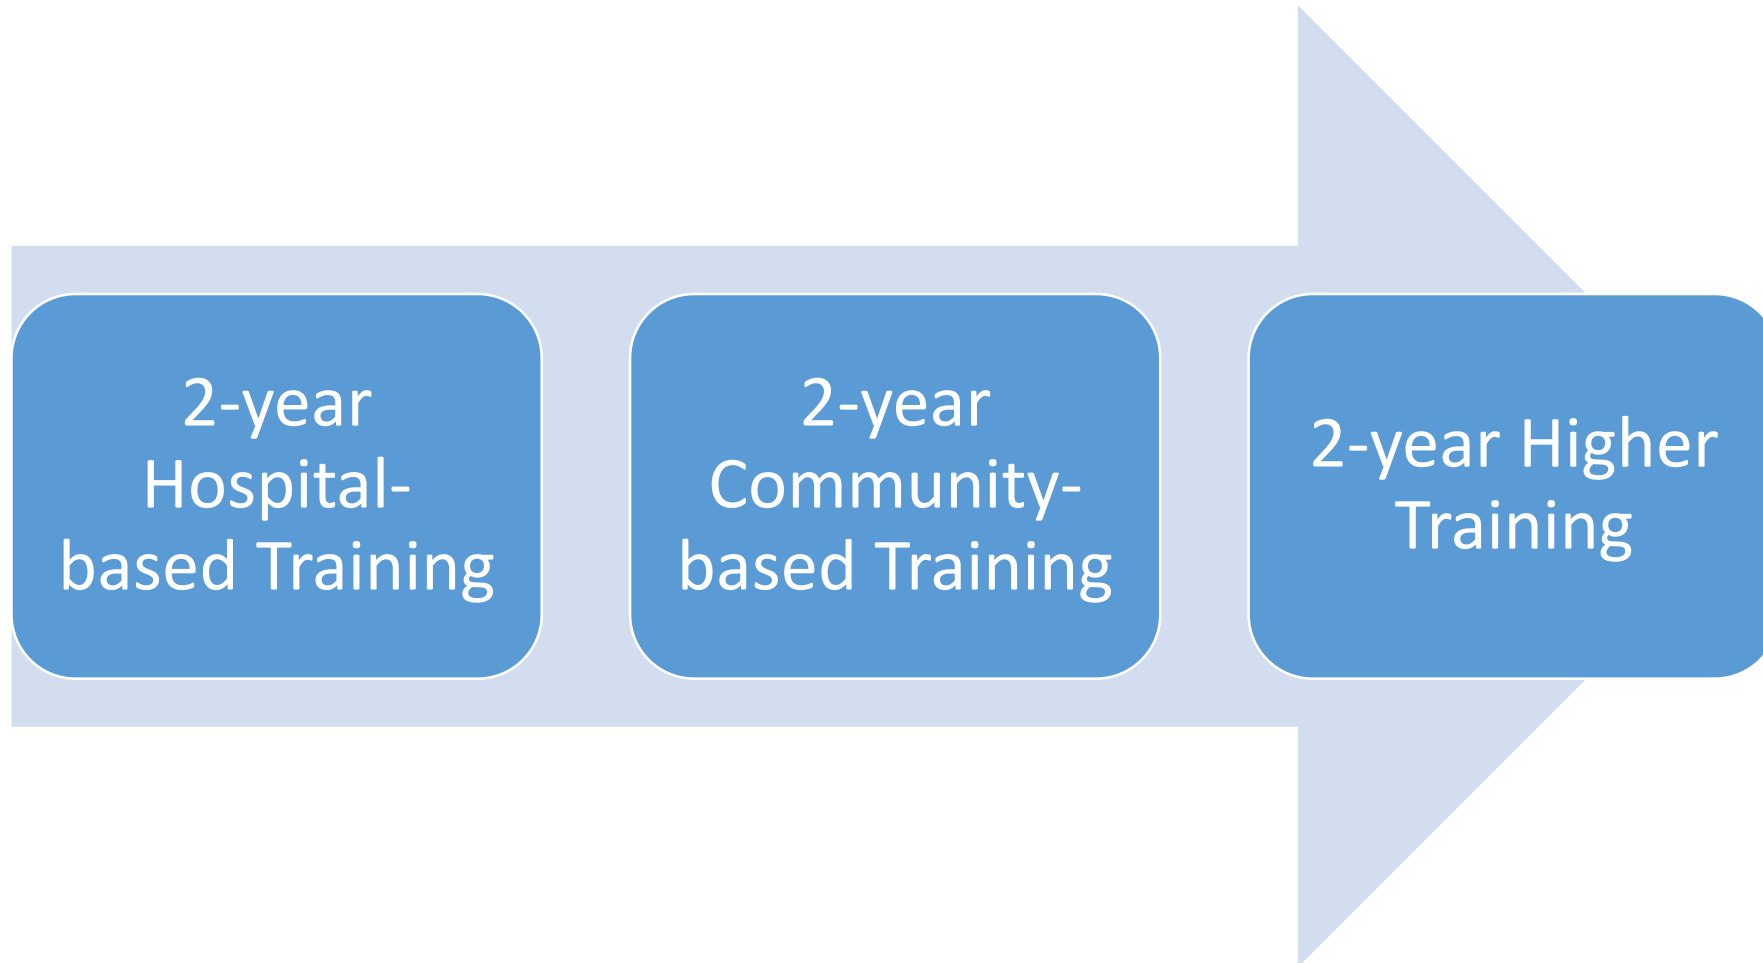 2-year
Hospital-
based Training
2-year
Community-
based Training
2-year Higher
Training